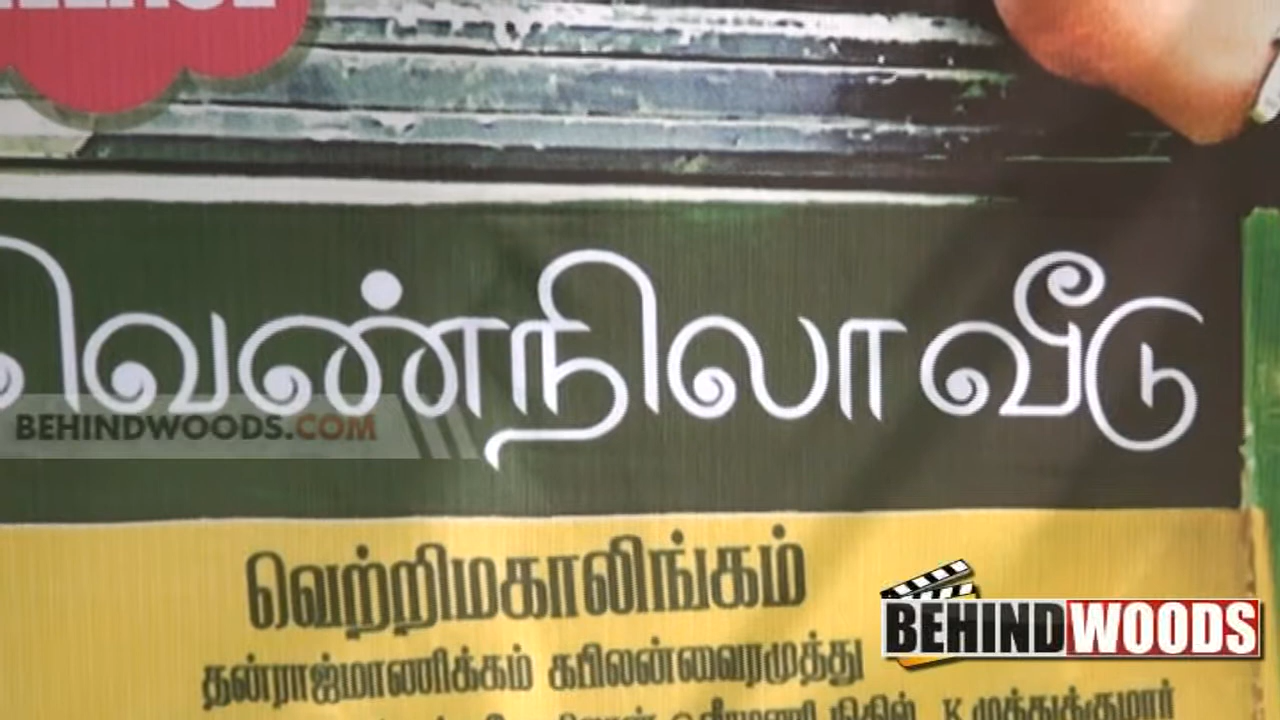 வெண்நிலா வீடு
BEHINDWOODS.COM
வெற்றிமகாலிங்கம்
BEHINDWOODS
தன்ராஜ்மாணிக்கம் கபிலன்வைரமுத்து
நிதில் K முத்துக்குமார்